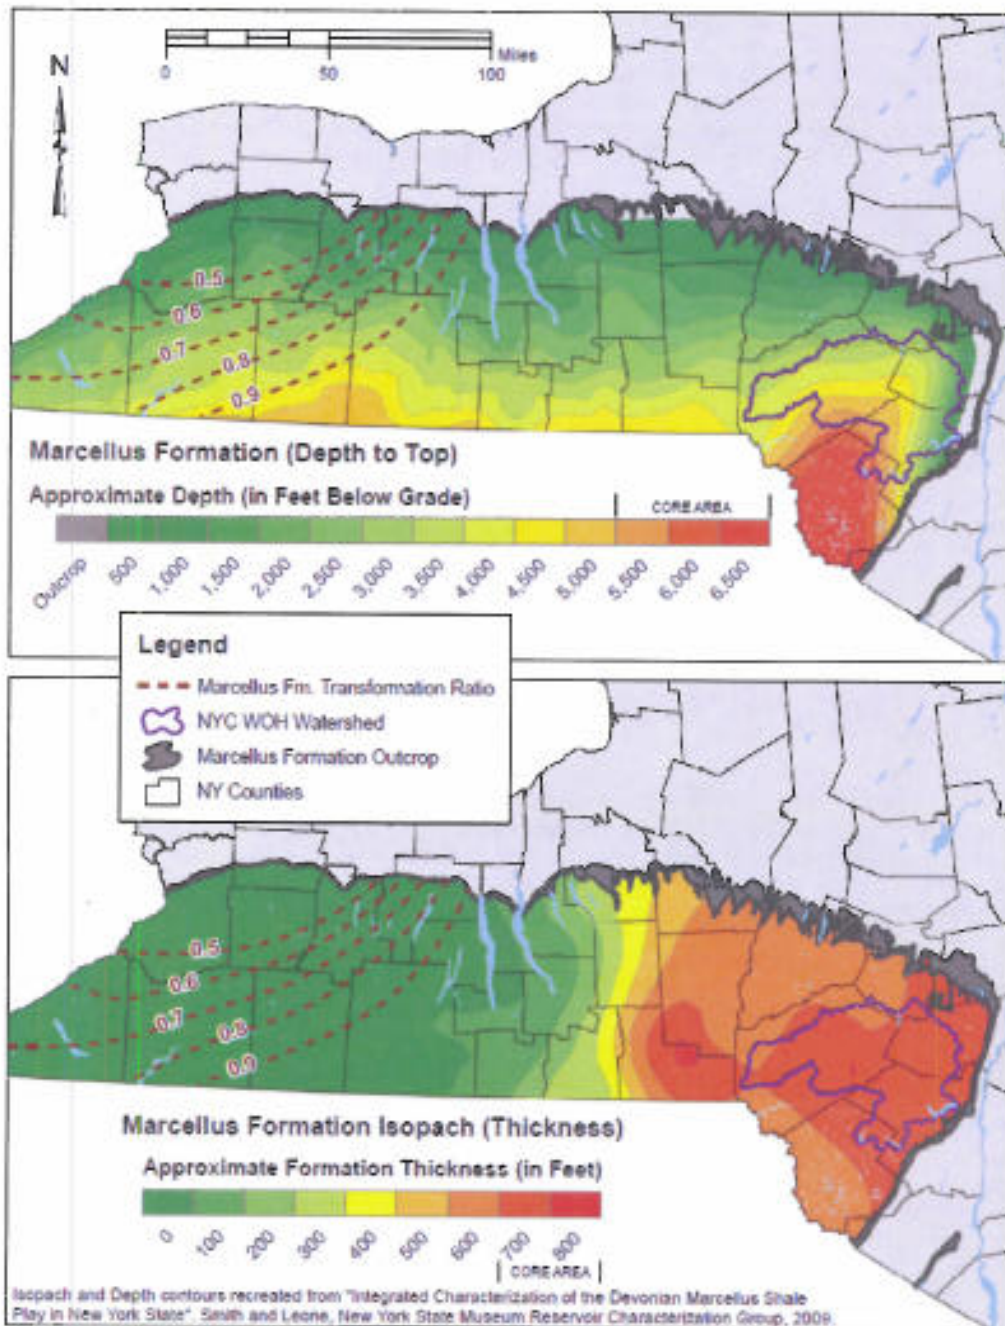 N
Miles
0 50 100
0.5
0.6
0.7
0.8
0.9
Marcellus Formation (Depth to Top)
Approximate Depth (in Feet Below Grade)
CORE AREA
Outcrop 500 1,000 1,500 2,000 2,500 3,000 3,500 4,000 4,500 5,000 5,500 6,000 6,500
Legend
Marcellus Fm. Transformation Ratio
NYC WOH Watershed
Marcellus Formation Outcrop
NY Counties
0.5
0.6
0.7
0.8
0.9
Marcellus Formation Isopach (Thickness)
Approximate Formation Thickness (in Feet)
0 100 200 300 400 500 600 700 800
CORE AREA
Isopach and Depth contours recreated from "Integrated Characterization of the Devonian Marcellus Shale
Play in New York State". Smith and Leone, New York State Museum Reservoir Characterization Group, 2009.